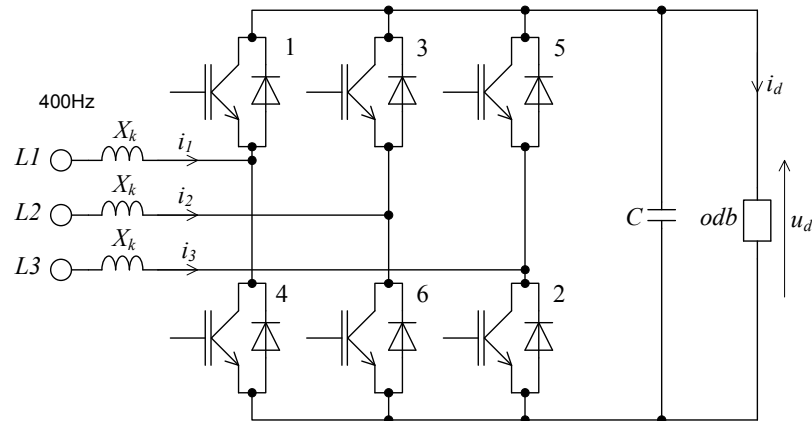 1
3
5
400Hz
i_d
X_k
L1
i_1
X_k
L2
i_2
C
odb
u_d
X_k
L3
i_3
4
6
2